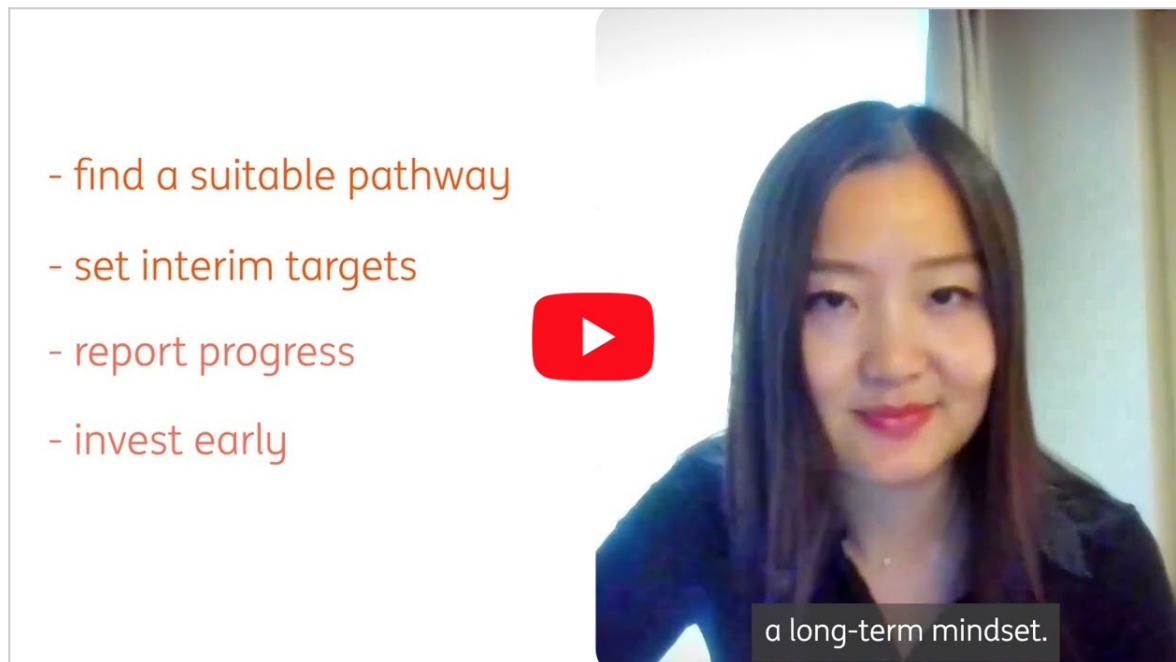 - find a suitable pathway
- set interim targets
- report progress
- invest early
a long-term mindset.